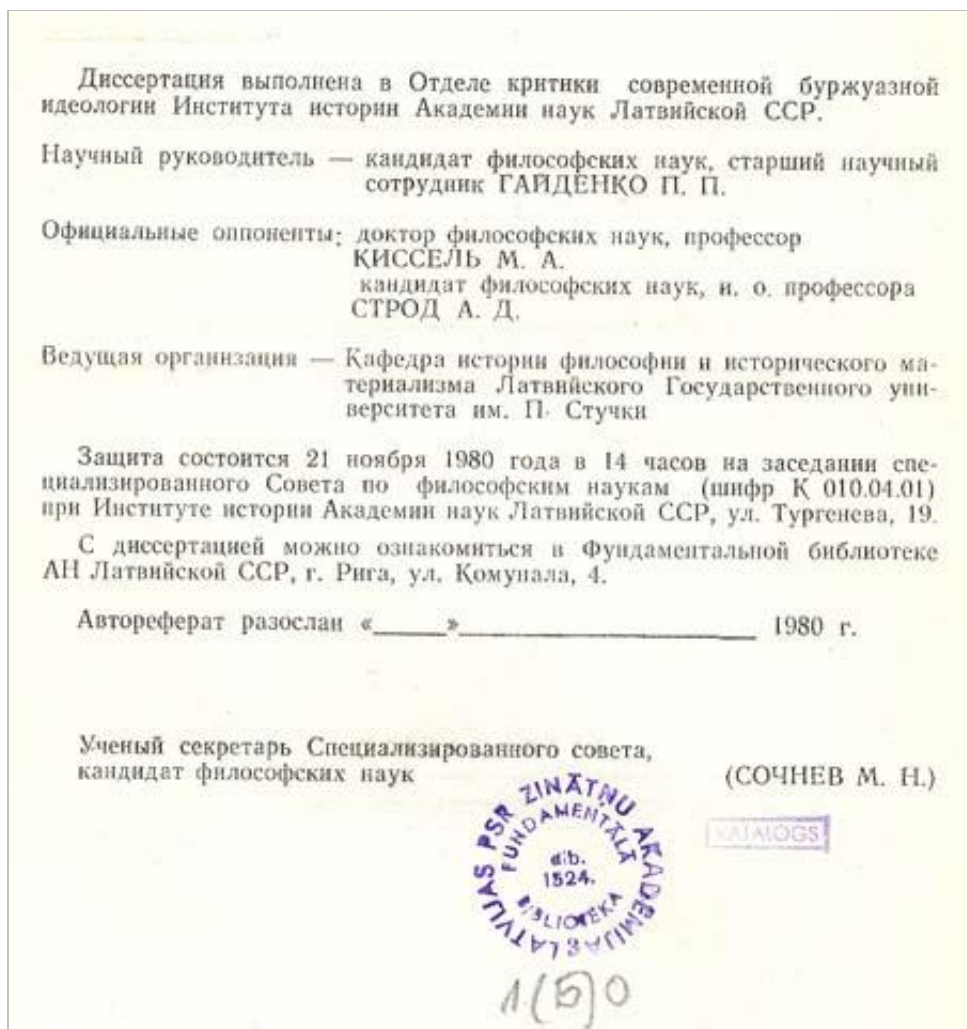 Диссертация выполнена в Отделе критики современной буржуазной
идеологии Института истории Академии наук Латвийской ССР.
Научный руководитель — кандидат философских наук, старший научный
сотрудник ГАЙДЕНКО П. П.
Официальные оппоненты: доктор философских наук, профессор
КИССЕЛЬ М. А.
кандидат философских наук, и. о. профессора
СТРОД А. Д.
Ведущая организация — Кафедра истории философии и исторического ма-
териализма Латвийского Государственного уни-
верситета им. П. Стучки
Защита состоится 21 ноября 1980 года в 14 часов на заседании спе-
циализированного Совета по философским наукам (шифр К 010.04.01)
при Институте истории Академии наук Латвийской ССР, ул. Тургенева, 19.
С диссертацией можно ознакомиться в Фундаментальной библиотеке
АН Латвийской ССР, г. Рига, ул. Комунала, 4.
Автореферат разослан «_____»____________________ 1980 г.
Ученый секретарь Специализированного совета,
кандидат философских наук (СОЧНЕВ М. Н.)
LATVIJAS PSR ZINĀTŅU AKADEMIJAS
FUNDAMENTĀLĀ
dib.
1524.
BIBLIOTEKA
KATALOGS
1(5)0